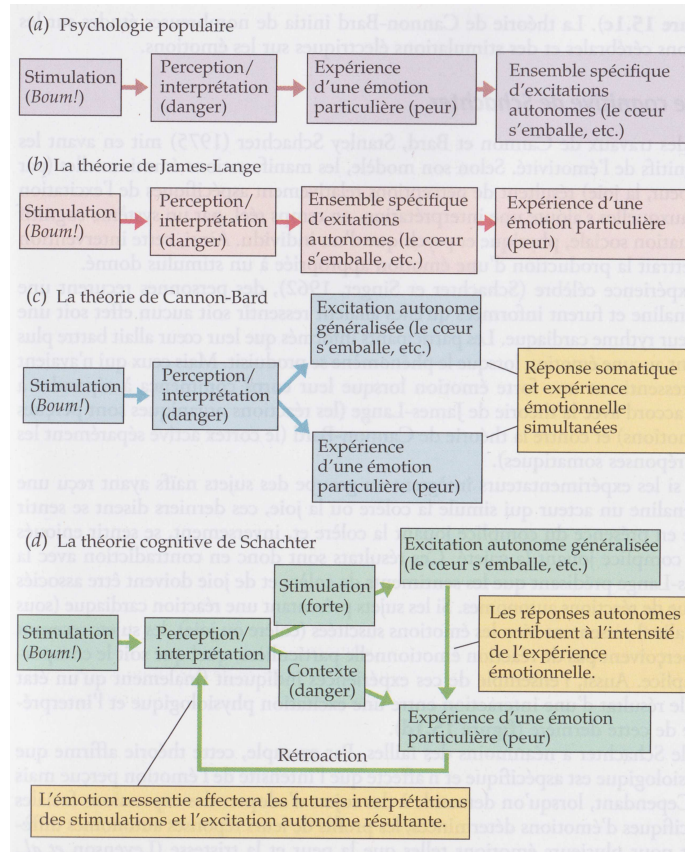 (a) Psychologie populaire
Stimulation
(Boum!)
Perception/
interprétation
(danger)
Expérience
d'une émotion
particulière (peur)
Ensemble spécifique
d'excitations
autonomes (le cœur
s'emballe, etc.)
(b) La théorie de James-Lange
Stimulation
(Boum!)
Perception/
interprétation
(danger)
Ensemble spécifique
d'exitations
autonomes (le cœur
s'emballe, etc.)
Expérience d'une
émotion particulière
(peur)
(c) La théorie de Cannon-Bard
Stimulation
(Boum!)
Perception/
interprétation
(danger)
Exciation autonome
généralisée (le cœur
s'emballe, etc.)
Expérience
d'une émotion
particulière (peur)
Réponse somatique
et expérience
émotionnelle
simultanées
(d) La théorie cognitive de Schachter
Stimulation
(Boum!)
Perception/
interprétation
Stimulation
(forte)
Contexte
(danger)
Exciation autonome généralisée
(le cœur s'emballe, etc.)
Les réponses autonomes
contribuent à l'intensité
de l'expérience
émotionnelle.
Expérience d'une émotion
particulière (peur)
Rétroaction
L'émotion ressentie affectera les futures interprétations
des stimulations et l'excitation autonome résultante.